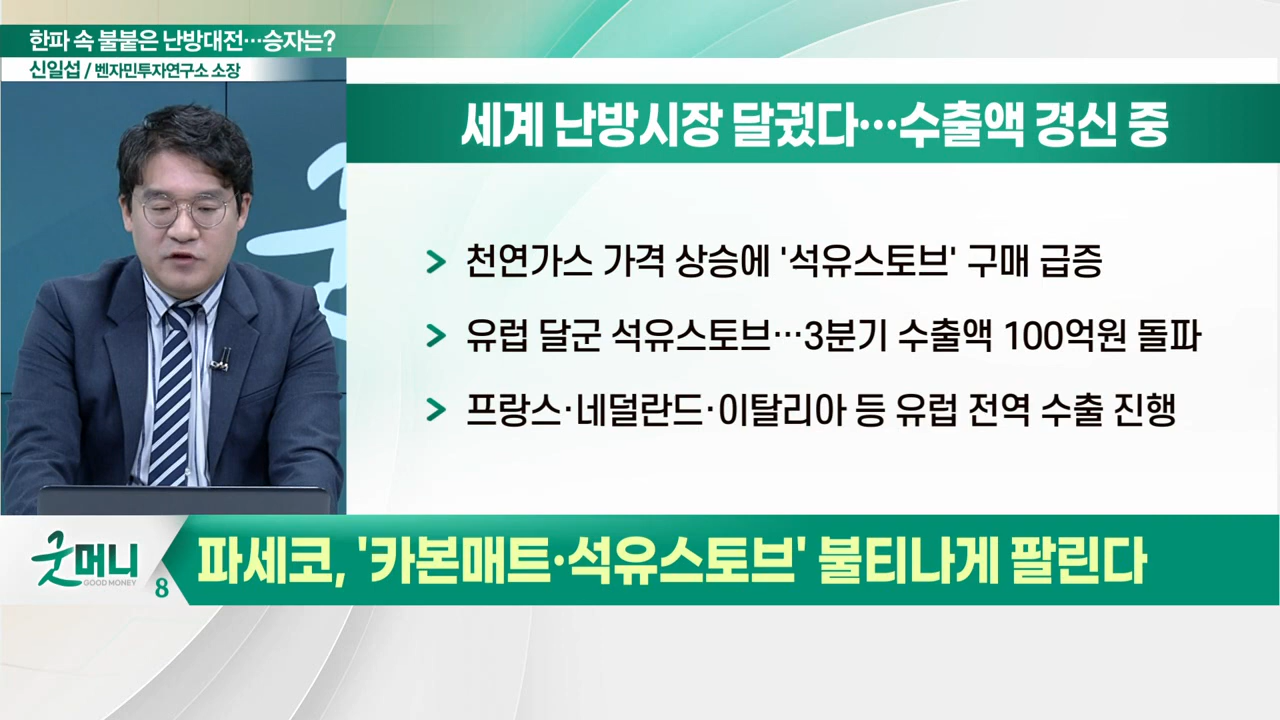 한파 속 불붙은 난방대전…승자는?
신일섭 / 벤자민투자연구소 소장
세계 난방시장 달궜다…수출액 경신 중
> 천연가스 가격 상승에 '석유스토브' 구매 급증
> 유럽 달군 석유스토브…3분기 수출액 100억원 돌파
> 프랑스·네덜란드·이탈리아 등 유럽 전역 수출 진행
굿머니
GOOD MONEY
8
파세코, '카본매트·석유스토브' 불티나게 팔린다